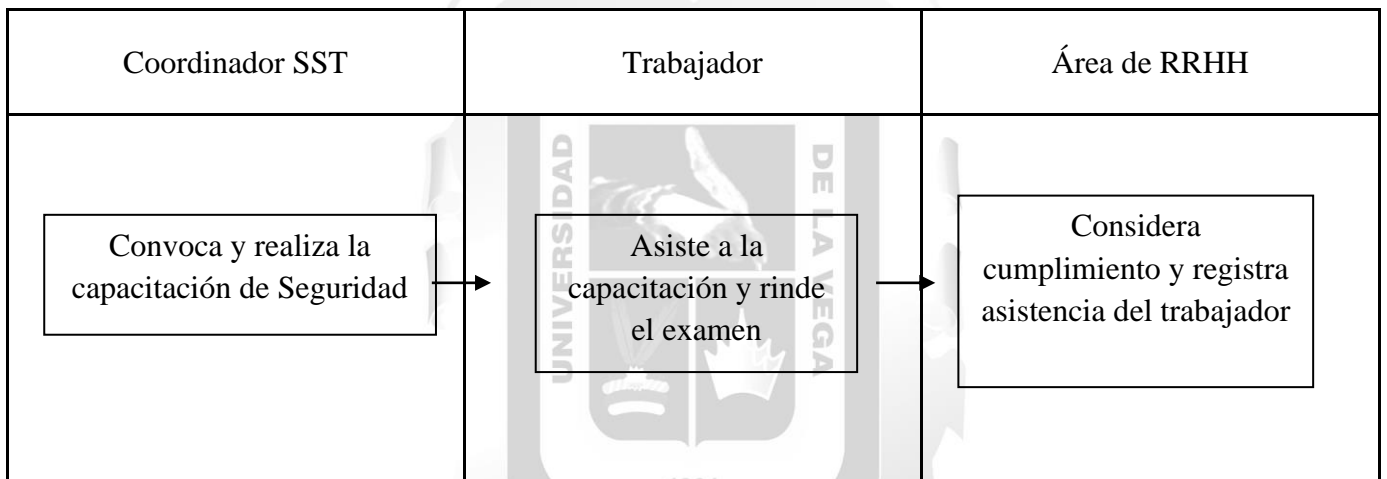 Coordinador SST
Trabajador
Área de RRHH
Convoca y realiza la
capacitación de Seguridad
Asiste a la
capacitación y rinde
el examen
Considera
cumplimiento y registra
asistencia del trabajador
UNIVERSIDAD
DE LA VEGA